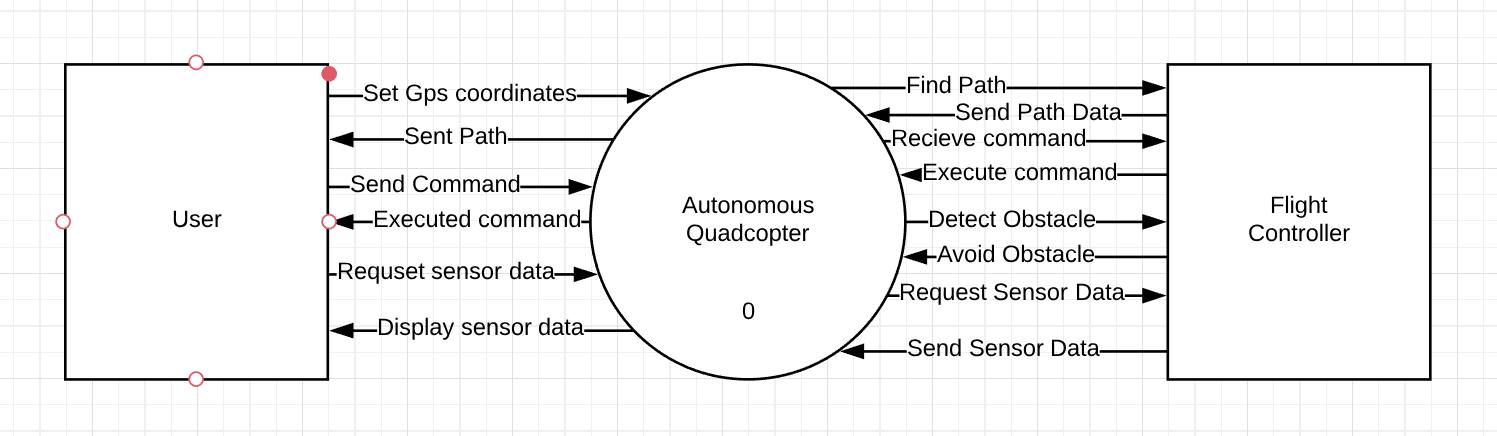 Set Gps coordinates
Sent Path
Send Command
Executed command
Requset sensor data
Display sensor data
User
Autonomous
Quadcopter
0
Find Path
Send Path Data
Recieve command
Execute command
Detect Obstacle
Avoid Obstacle
Request Sensor Data
Send Sensor Data
Flight
Controller